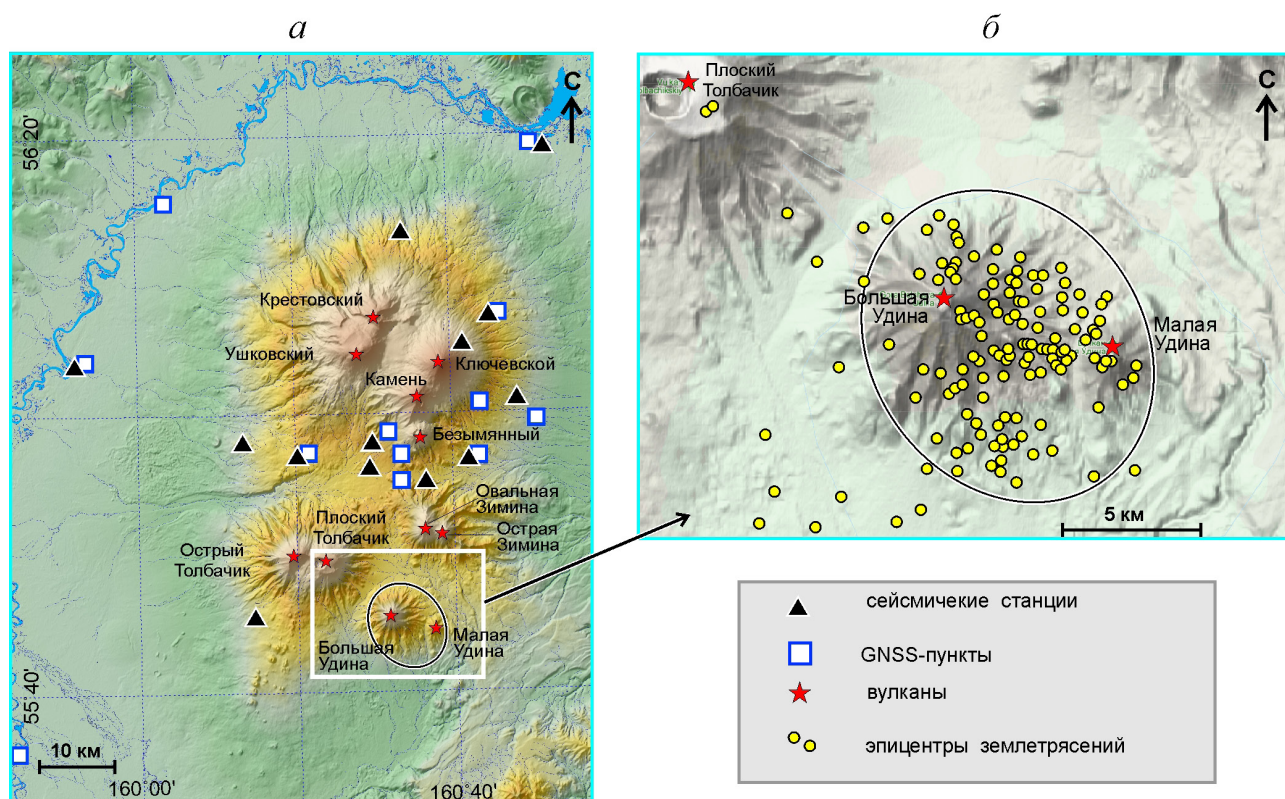 а
С
56°20'
Крестовский
Ушковский
Ключевской
Камень
Безымянный
Овальная
Зимина
Плоский
Толбачик
Острая
Зимина
Острый
Толбачик
Большая
Удина
Малая
Удина
55°40'
10 км
160°00'
160°40'
б
Плоский
Толбачик
С
Большая
Удина
Малая
Удина
5 км
сейсмичекие станции
GNSS-пункты
вулканы
эпицентры землетрясений